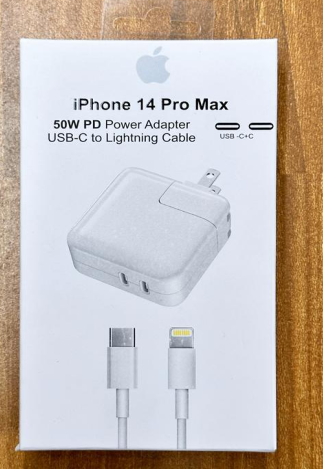 iPhone 14 Pro Max
50W PD Power Adapter
USB-C to Lightning Cable
USB -C+C